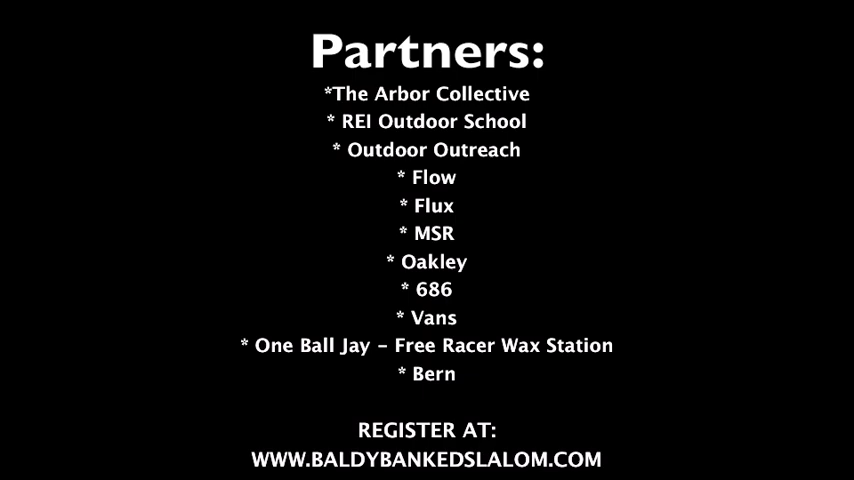 Partners:
*The Arbor Collective
* REI Outdoor School
* Outdoor Outreach
* Flow
* Flux
* MSR
* Oakley
* 686
* Vans
* One Ball Jay - Free Racer Wax Station
* Bern
REGISTER AT:
WWW.BALDYBANKEDSLALOM.COM